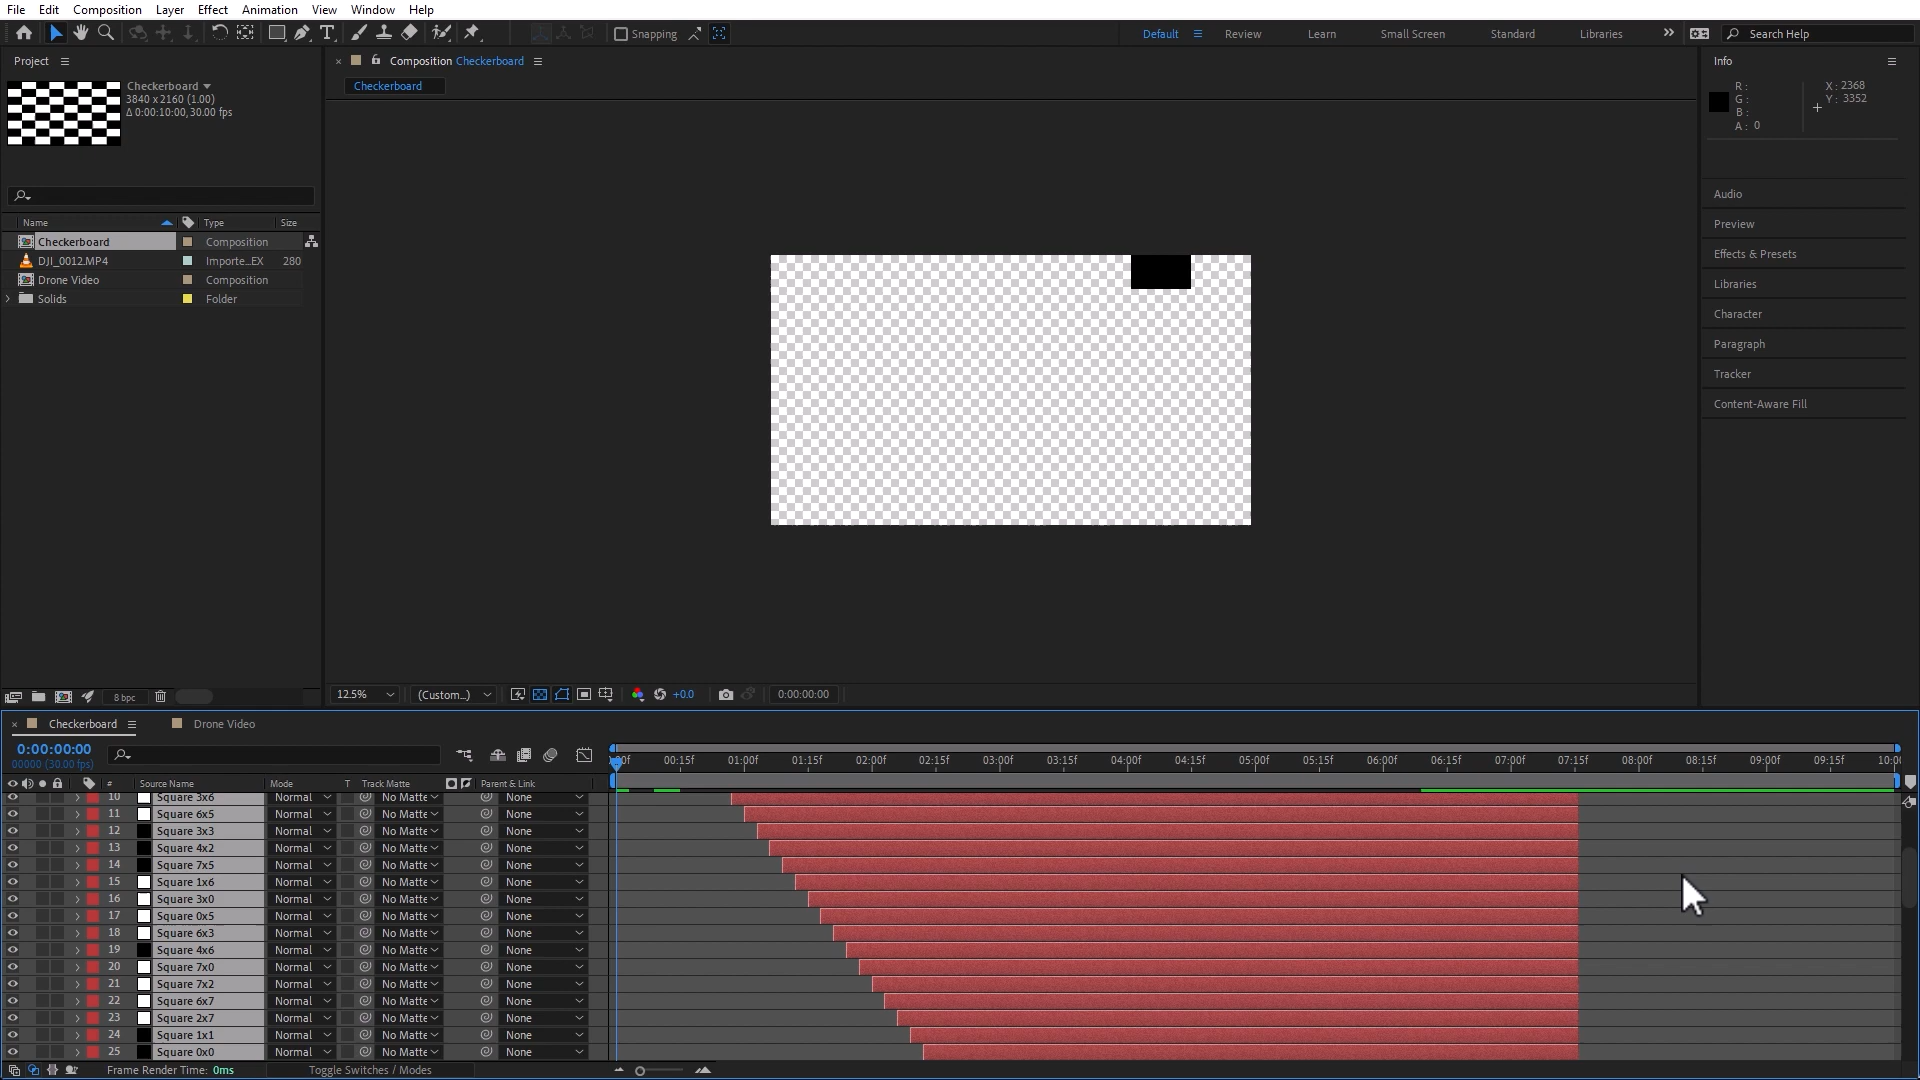 File Edit Composition Layer Effect Animation View Window Help
Snapping Default Review Learn Small Screen Standard Libraries Search Help
Project
Checkerboard
3840 x 2160 (1.00)
Δ 0:00:10:00, 30.00 fps
Name Type Size
Checkerboard Composition
DJI_0012.MP4 Importe...EX 280
Drone Video Composition
Solids Folder
8 bpc
Composition Checkerboard
Checkerboard
12.5% (Custom...) +0.0 0:00:00:00
Info
R : X : 2368
G : Y : 3352
B :
A : 0
Audio
Preview
Effects & Presets
Libraries
Character
Paragraph
Tracker
Content-Aware Fill
Checkerboard Drone Video
0:00:00:00
00000 (30.00 fps)
00:15f 01:00f 01:15f 02:00f 02:15f 03:00f 03:15f 04:00f 04:15f 05:00f 05:15f 06:00f 06:15f 07:00f 07:15f 08:00f 08:15f 09:00f 09:15f 10:00
# Source Name Mode T Track Matte Parent & Link
10 Square 3x6 Normal No Matte None
11 Square 6x5 Normal No Matte None
12 Square 3x3 Normal No Matte None
13 Square 4x2 Normal No Matte None
14 Square 7x5 Normal No Matte None
15 Square 1x6 Normal No Matte None
16 Square 3x0 Normal No Matte None
17 Square 0x5 Normal No Matte None
18 Square 6x3 Normal No Matte None
19 Square 4x6 Normal No Matte None
20 Square 7x0 Normal No Matte None
21 Square 7x2 Normal No Matte None
22 Square 6x7 Normal No Matte None
23 Square 2x7 Normal No Matte None
24 Square 1x1 Normal No Matte None
25 Square 0x0 Normal No Matte None
Frame Render Time: 0ms Toggle Switches / Modes